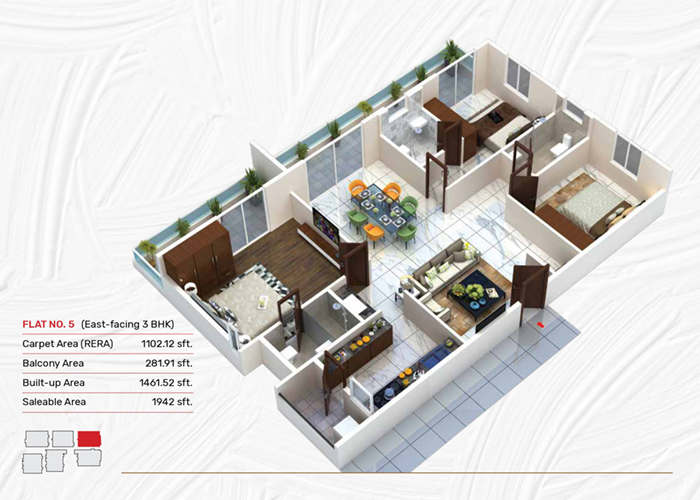 FLAT NO. 5 (East-facing 3 BHK)
Carpet Area (RERA) 1102.12 sft.
Balcony Area 281.91 sft.
Built-up Area 1461.52 sft.
Saleable Area 1942 sft.